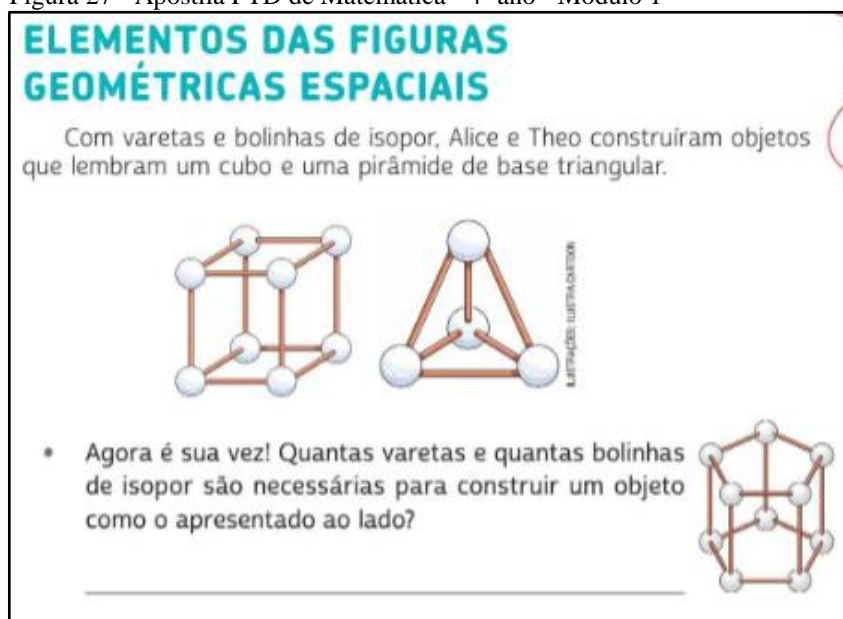 Figura 27 - Apostila FTD de Matemática - 4º ano - Módulo 1
ELEMENTOS DAS FIGURAS
GEOMÉTRICAS ESPACIAIS
Com varetas e bolinhas de isopor, Alice e Theo construíram objetos
que lembram um cubo e uma pirâmide de base triangular.
ILUSTRAÇÕES: ILUSTRA CARTOON
• Agora é sua vez! Quantas varetas e quantas bolinhas
de isopor são necessárias para construir um objeto
como o apresentado ao lado?